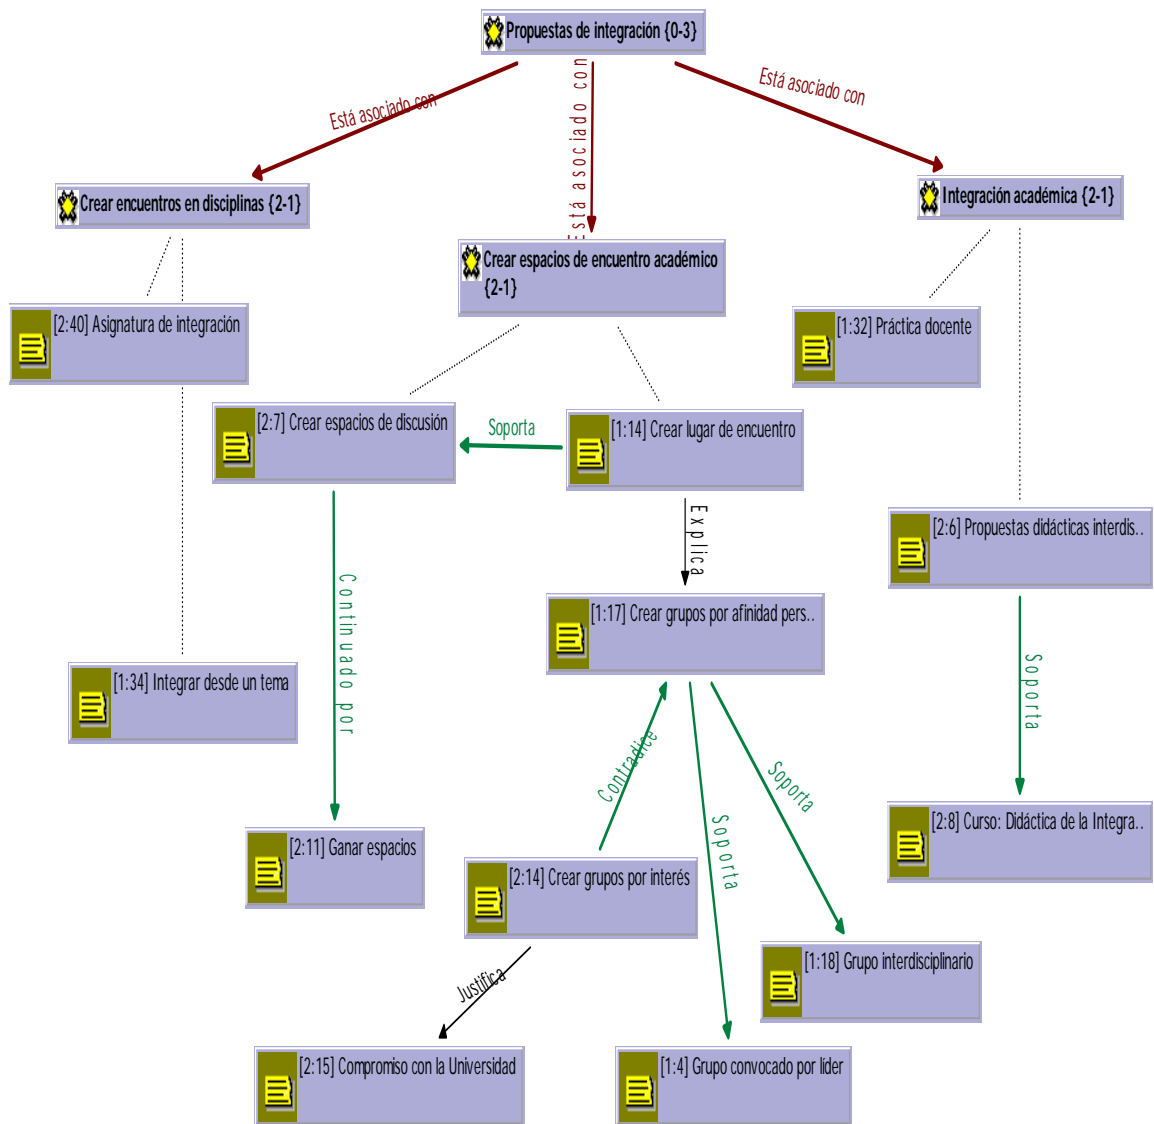 Propuestas de integración {0-3}
Está asociado con
Está asociado con
Está asociado con
Crear encuentros en disciplinas {2-1}
Integración académica {2-1}
Crear espacios de encuentro académico
{2-1}
[2:40] Asignatura de integración
[1:32] Práctica docente
[2:7] Crear espacios de discusión
Soporta
[1:14] Crear lugar de encuentro
Explica
[2:6] Propuestas didácticas interdis..
Continuado por
[1:17] Crear grupos por afinidad pers..
[1:34] Integrar desde un tema
Soporta
Contradice
Soporta
Soporta
[2:11] Ganar espacios
[2:14] Crear grupos por interés
[2:8] Curso: Didáctica de la Integra..
Justifica
[1:18] Grupo interdisciplinario
[2:15] Compromiso con la Universidad
[1:4] Grupo convocado por líder